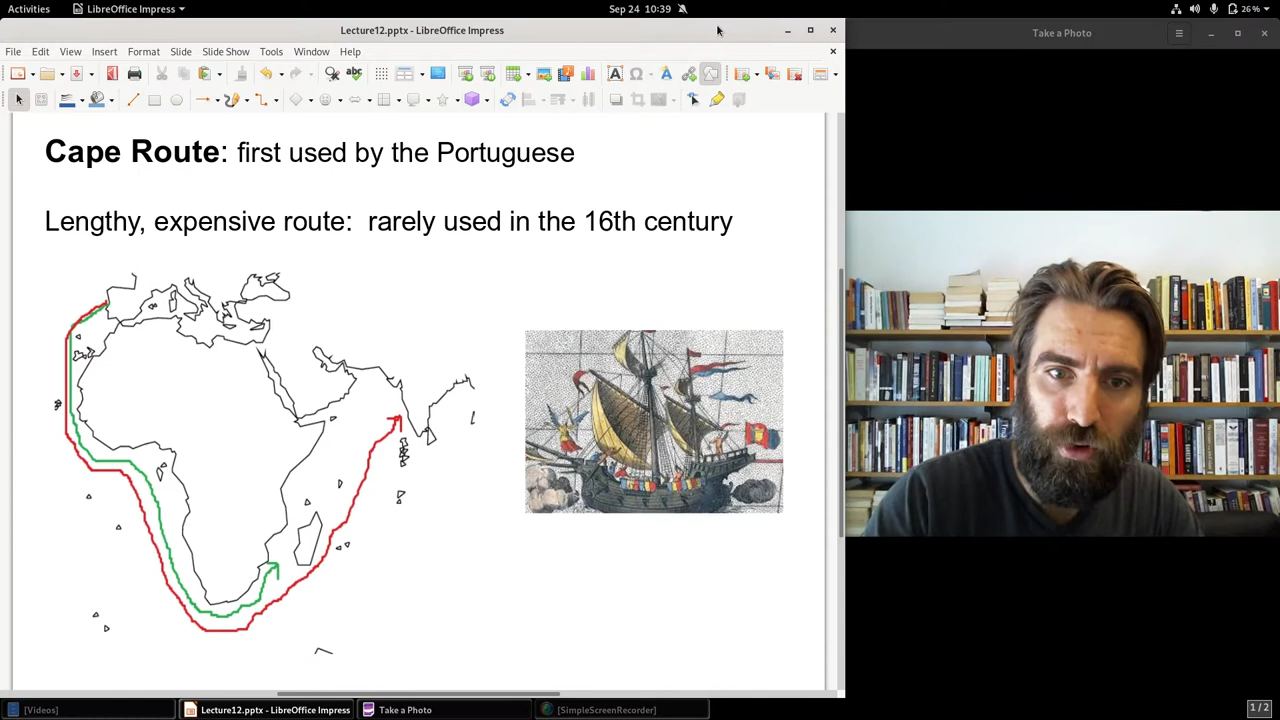 Activities LibreOffice Impress Sep 24 10:39 26 %
Lecture12.pptx - LibreOffice Impress
Take a Photo
File Edit View Insert Format Slide Slide Show Tools Window Help
Cape Route: first used by the Portuguese
Lengthy, expensive route: rarely used in the 16th century
[Videos] Lecture12.pptx - LibreOffice Impress Take a Photo [SimpleScreenRecorder] 1 / 2